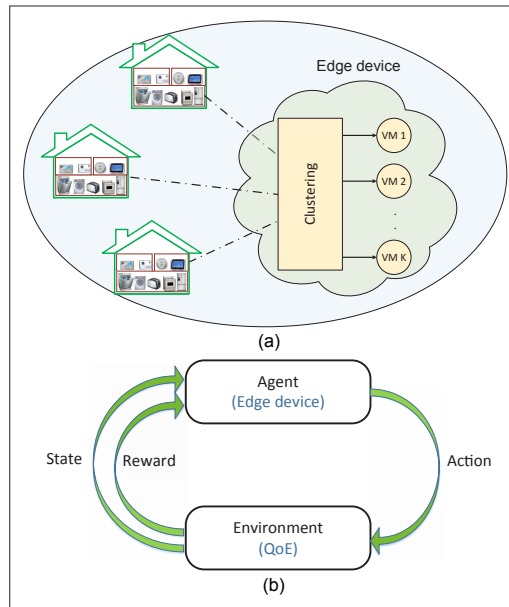 Edge device
Clustering
VM 1
VM 2
VM K
(a)
Agent
(Edge device)
State
Reward
Action
Environment
(QoE)
(b)